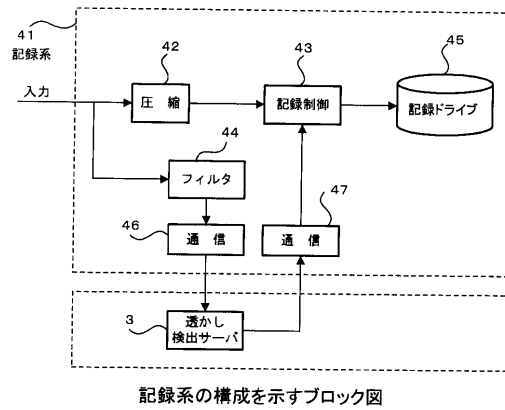 41
記録系
入力
42
圧 縮
43
記録制御
45
記録ドライブ
44
フィルタ
46
通 信
47
通 信
3
透かし
検出サーバ
記録系の構成を示すブロック図